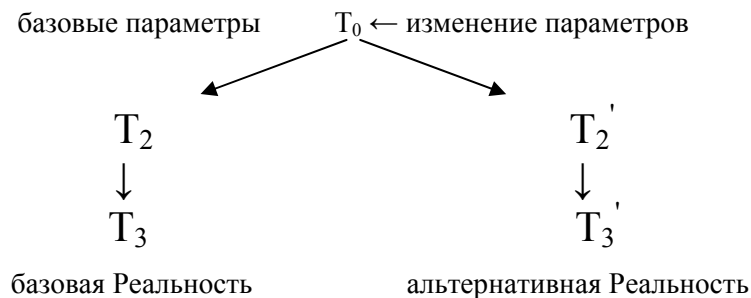 базовые параметры T₀ ← изменение параметров
T₂ T₂'
↓ ↓
T₃ T₃'
базовая Реальность альтернативная Реальность